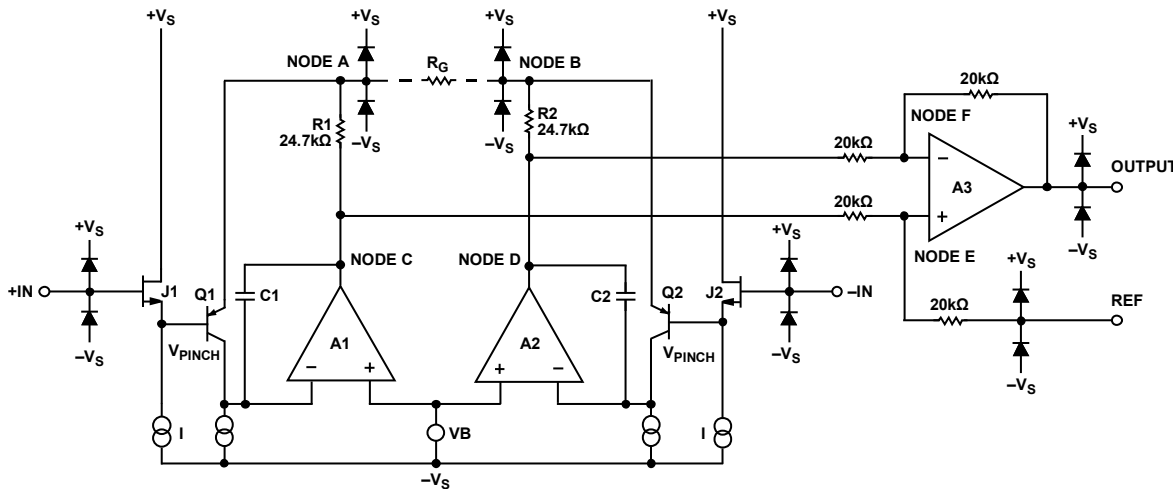 +VS
+VS
+VS
+VS
NODE A
RG
NODE B
20kΩ
R1
24.7kΩ
R2
24.7kΩ
–VS
–VS
NODE F
20kΩ
+VS
–
A3
OUTPUT
20kΩ
+
–VS
+VS
NODE C
NODE D
NODE E
+VS
+VS
+IN
J1
Q1
C1
C2
Q2
J2
–IN
20kΩ
REF
–VS
VPINCH
A1
A2
VPINCH
–VS
–VS
–
+
+
–
I
VB
I
–VS